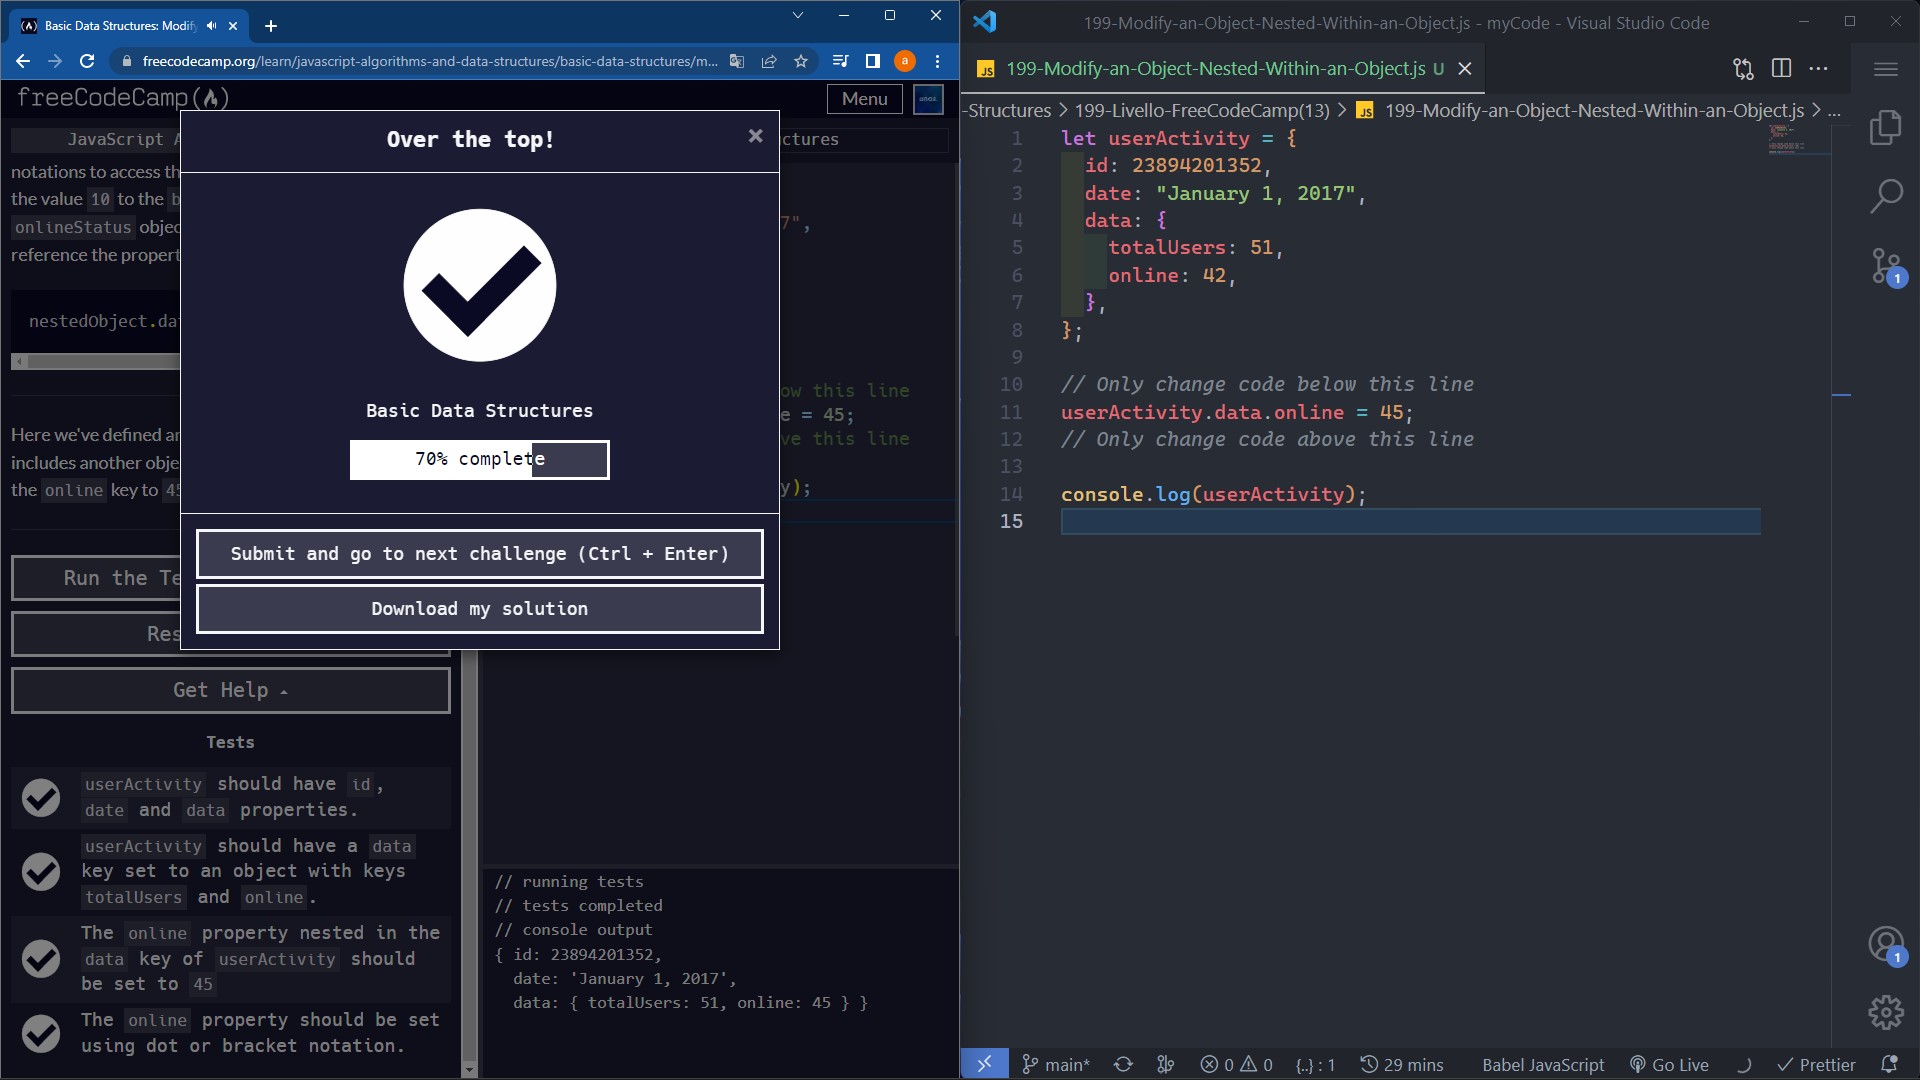 Basic Data Structures: Modif
freecodecamp.org/learn/javascript-algorithms-and-data-structures/basic-data-structures/m...
a
freeCodeCamp
Menu
anas.
JavaScript A
ctures
notations to access th
the value 10 to the b
onlineStatus objec
reference the propert
nestedObject.da
Here we've defined an
includes another obje
the online key to 45
Run the Te
Res
Get Help
Tests
userActivity should have id,
date and data properties.
userActivity should have a data
key set to an object with keys
totalUsers and online.
The online property nested in the
data key of userActivity should
be set to 45
The online property should be set
using dot or bracket notation.
7",
ow this line
e = 45;
ve this line
y);
// running tests
// tests completed
// console output
{ id: 23894201352,
date: 'January 1, 2017',
data: { totalUsers: 51, online: 45 } }
Over the top!
Basic Data Structures
70% complete
Submit and go to next challenge (Ctrl + Enter)
Download my solution
199-Modify-an-Object-Nested-Within-an-Object.js - myCode - Visual Studio Code
JS 199-Modify-an-Object-Nested-Within-an-Object.js U
-Structures > 199-Livello-FreeCodeCamp(13) > JS 199-Modify-an-Object-Nested-Within-an-Object.js > ...
1 let userActivity = {
2 id: 23894201352,
3 date: "January 1, 2017",
4 data: {
5 totalUsers: 51,
6 online: 42,
7 },
8 };
9
10 // Only change code below this line
11 userActivity.data.online = 45;
12 // Only change code above this line
13
14 console.log(userActivity);
15
1
1
main* 0 0 {..} : 1 29 mins Babel JavaScript Go Live Prettier